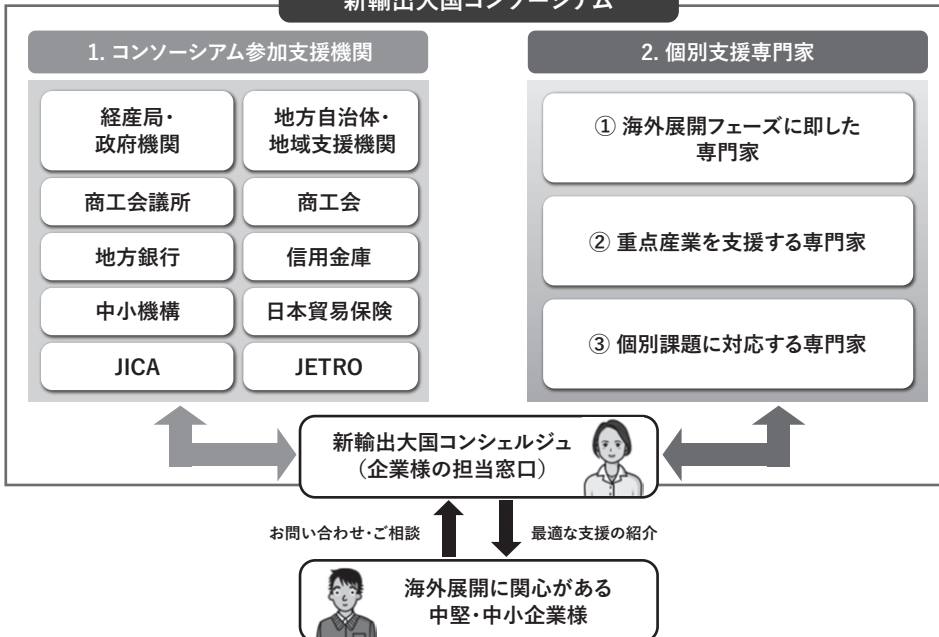 新輸出大国コンソーシアム
1. コンソーシアム参加支援機関
経産局・
政府機関
地方自治体・
地域支援機関
商工会議所
商工会
地方銀行
信用金庫
中小機構
日本貿易保険
JICA
JETRO
2. 個別支援専門家
① 海外展開フェーズに即した
専門家
② 重点産業を支援する専門家
③ 個別課題に対応する専門家
新輸出大国コンシェルジュ
（企業様の担当窓口）
お問い合わせ・ご相談
最適な支援の紹介
海外展開に関心がある
中堅・中小企業様